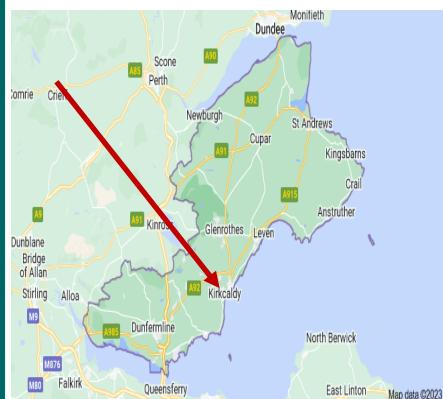 Monifieth
Dundee
Scone
A90
A85
Perth
Comrie
Crieff
A92
Newburgh
St Andrews
Cupar
A91
Kingsbarns
Crail
A915
A9
A91
Anstruther
Kinross
Glenrothes
Leven
Dunblane
Bridge
of Allan
Stirling
Alloa
A92
Kirkcaldy
M9
Dunfermline
A985
North Berwick
M876
M80
Falkirk
Queensferry
East Linton
Map data ©2023